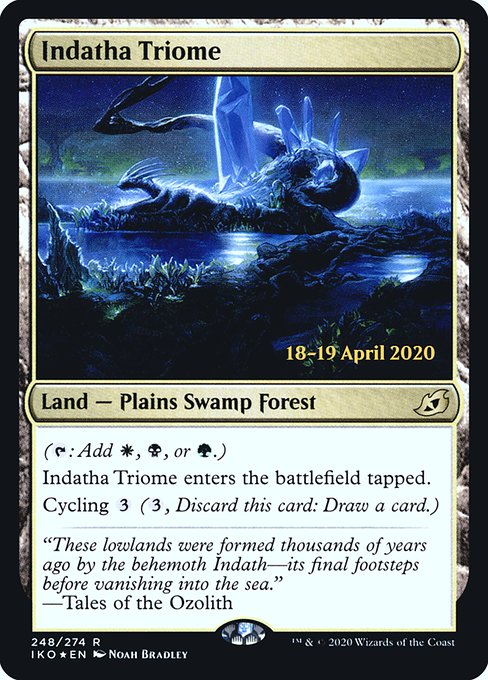 Indatha Triome
18–19 April 2020
Land — Plains Swamp Forest
(: Add , , or .)
Indatha Triome enters the battlefield tapped.
Cycling 3 (3, Discard this card: Draw a card.)
“These lowlands were formed thousands of years
ago by the behemoth Indath—its final footsteps
before vanishing into the sea.”
—Tales of the Ozolith
248/274 R
IKO★EN Noah Bradley
™ & © 2020 Wizards of the Coast